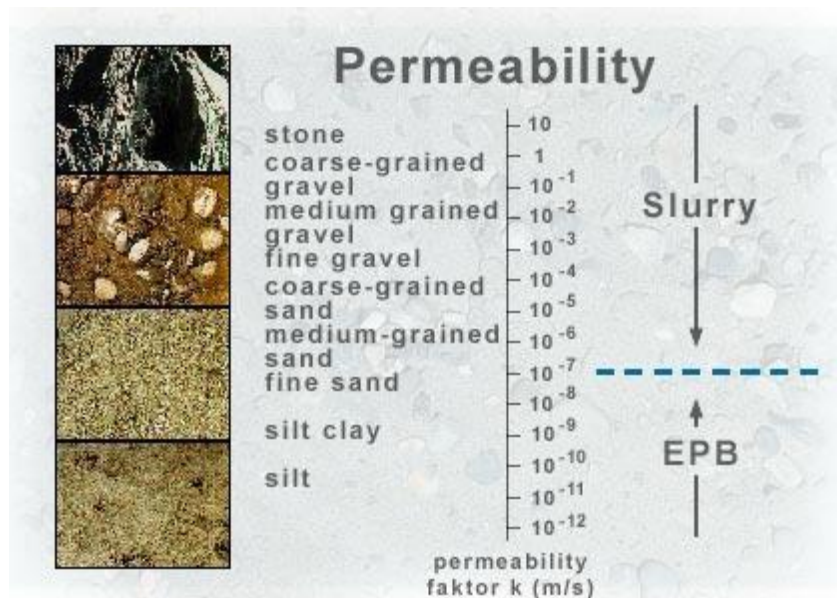 Permeability
stone
coarse-grained
gravel
medium grained
gravel
fine gravel
coarse-grained
sand
medium-grained
sand
fine sand
silt clay
silt
10
1
10⁻¹
10⁻²
10⁻³
10⁻⁴
10⁻⁵
10⁻⁶
10⁻⁷
10⁻⁸
10⁻⁹
10⁻¹⁰
10⁻¹¹
10⁻¹²
permeability
faktor k (m/s)
Slurry
EPB